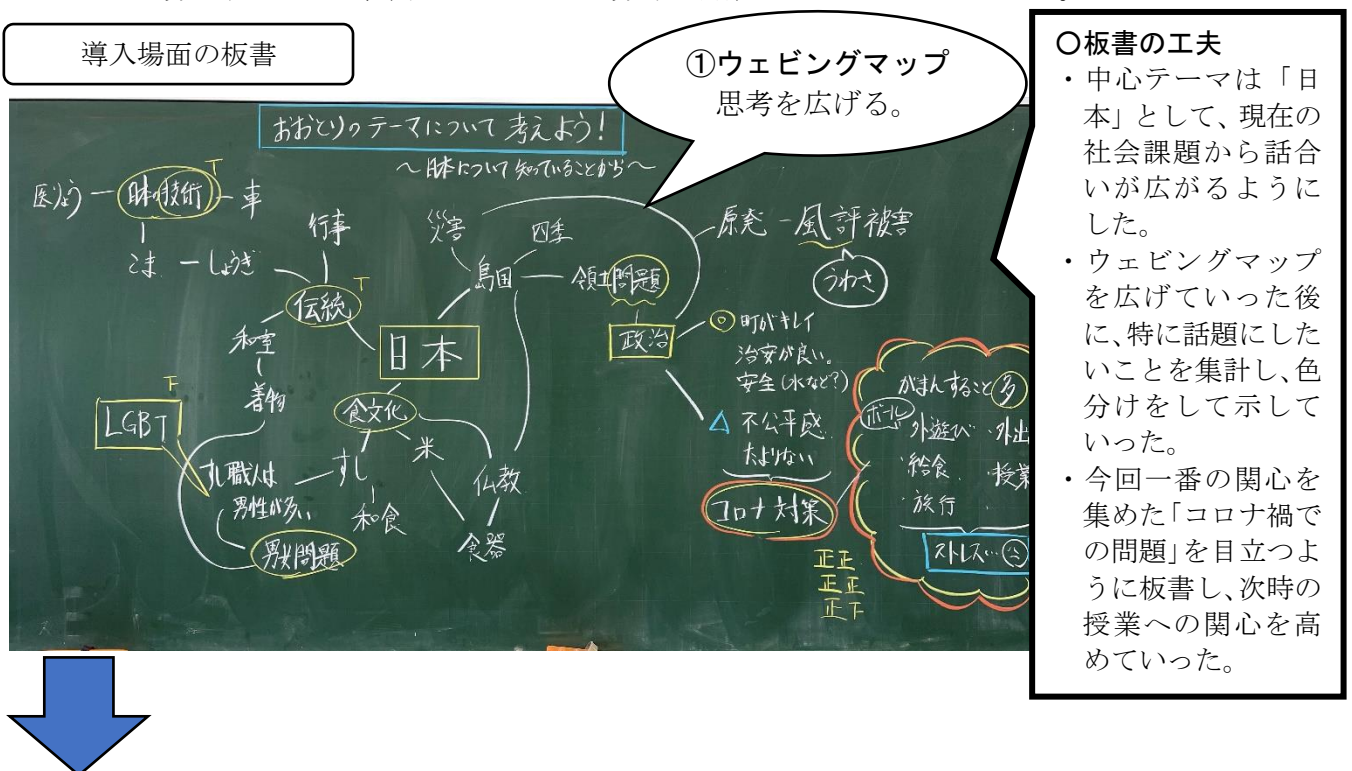 導入場面の板書
①ウェビングマップ
思考を広げる。
おおとりのテーマについて考えよう!
〜日本について知っていることから〜
医りょう
日本の技術
T
車
こま
しょうぎ
行事
伝統
T
和室
着物
LGBT
T
すし職人は
男性が多い
男女問題
日本
食文化
すし
和食
米
食器
仏教
島国
災害
四季
領土問題
政治
原発
風評被害
うわさ
◎町がキレイ
治安が良い。
安全(水など?)
△不公平感
たよりない
コロナ対策
正正
正正
正下
がまんすること多
ボール
外遊び
・外出
・給食
・授業
・旅行
ストレス…
〇板書の工夫
・中心テーマは「日
本」として、現在の
社会課題から話合
いが広がるように
した。
・ウェビングマップ
を広げていった後
に、特に話題にした
いことを集計し、色
分けをして示して
いった。
・今回一番の関心を
集めた「コロナ禍で
の問題」を目立つよ
うに板書し、次時の
授業への関心を高
めていった。